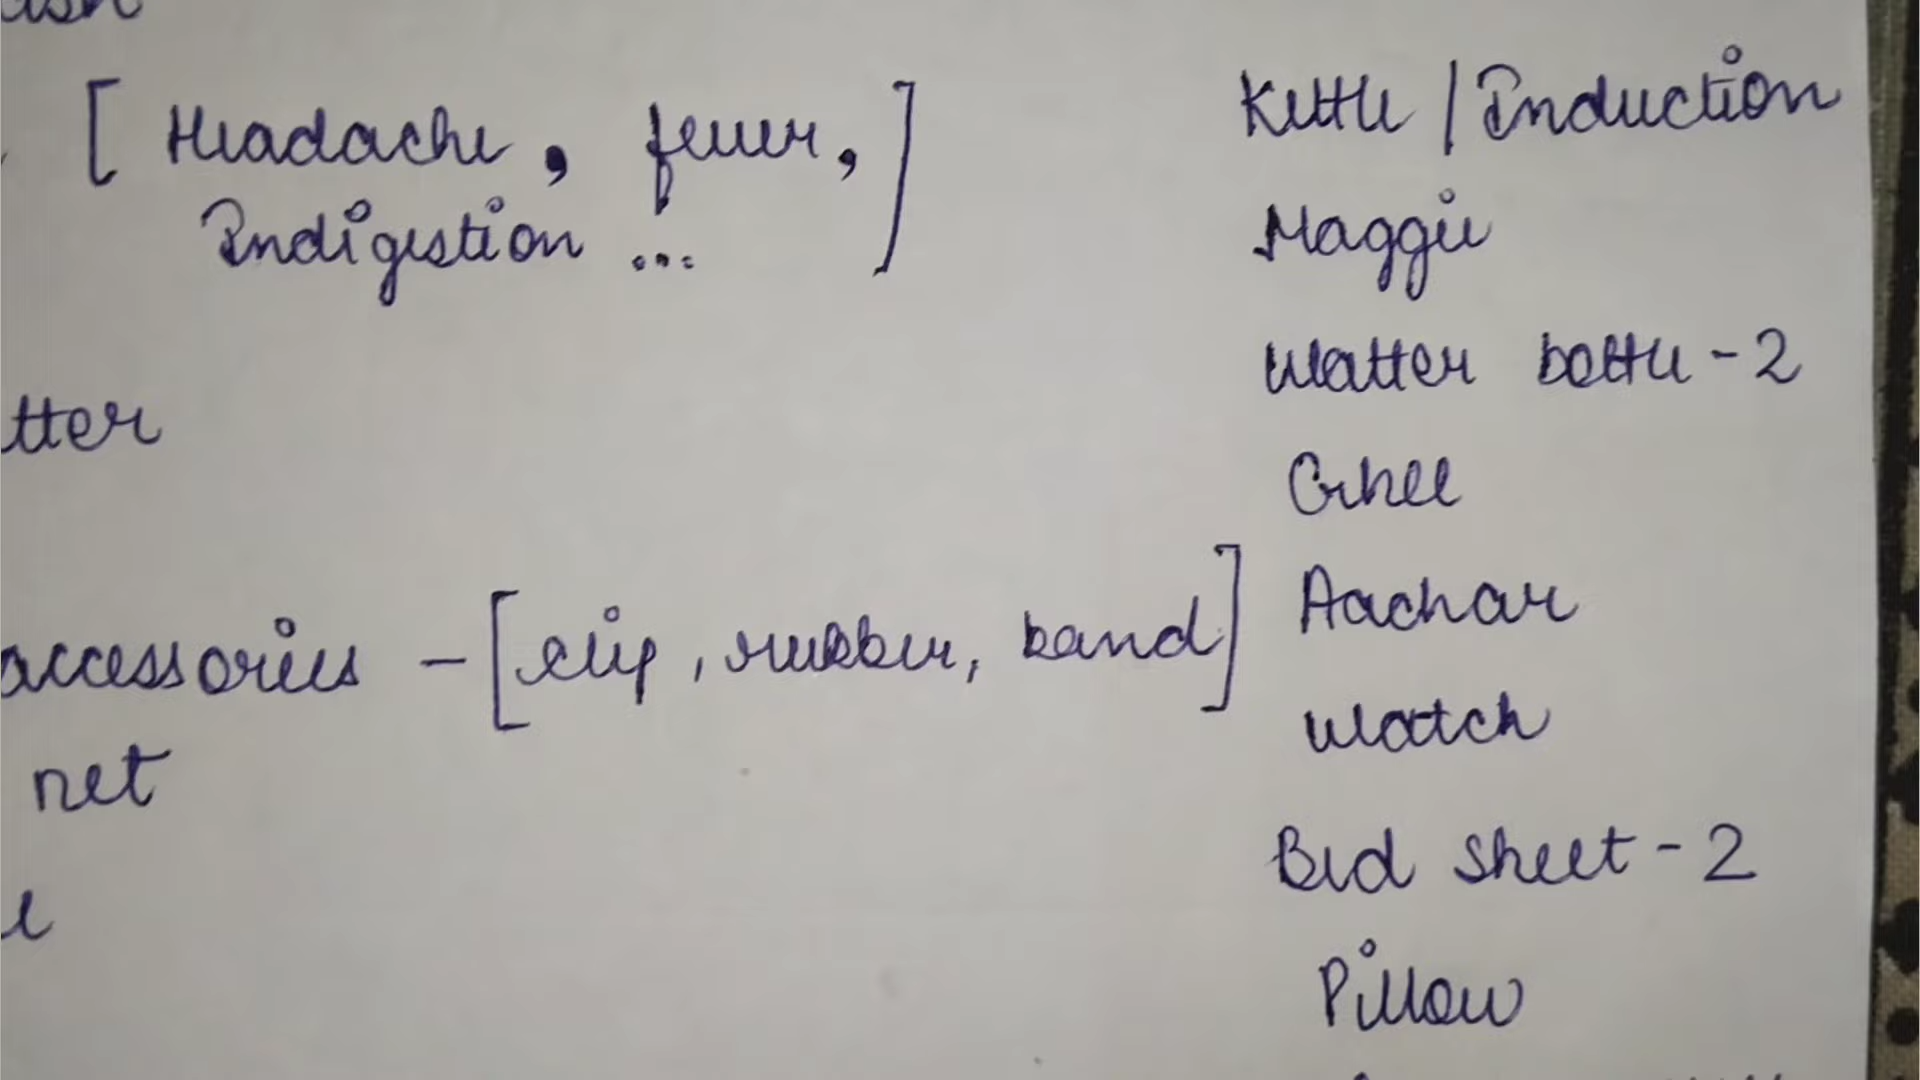 [ Headache, fever, ]
Indigestion ...
tter
accessories - [clip, rubber, band]
net
Kettle / Induction
Maggie
Watter bottle - 2
Ghee
Aachar
Watch
Bed sheet - 2
Pillow